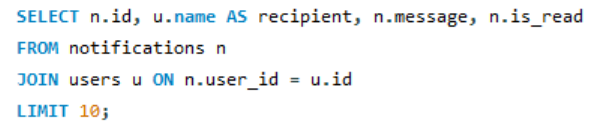 SELECT n.id, u.name AS recipient, n.message, n.is_read
FROM notifications n
JOIN users u ON n.user_id = u.id
LIMIT 10;